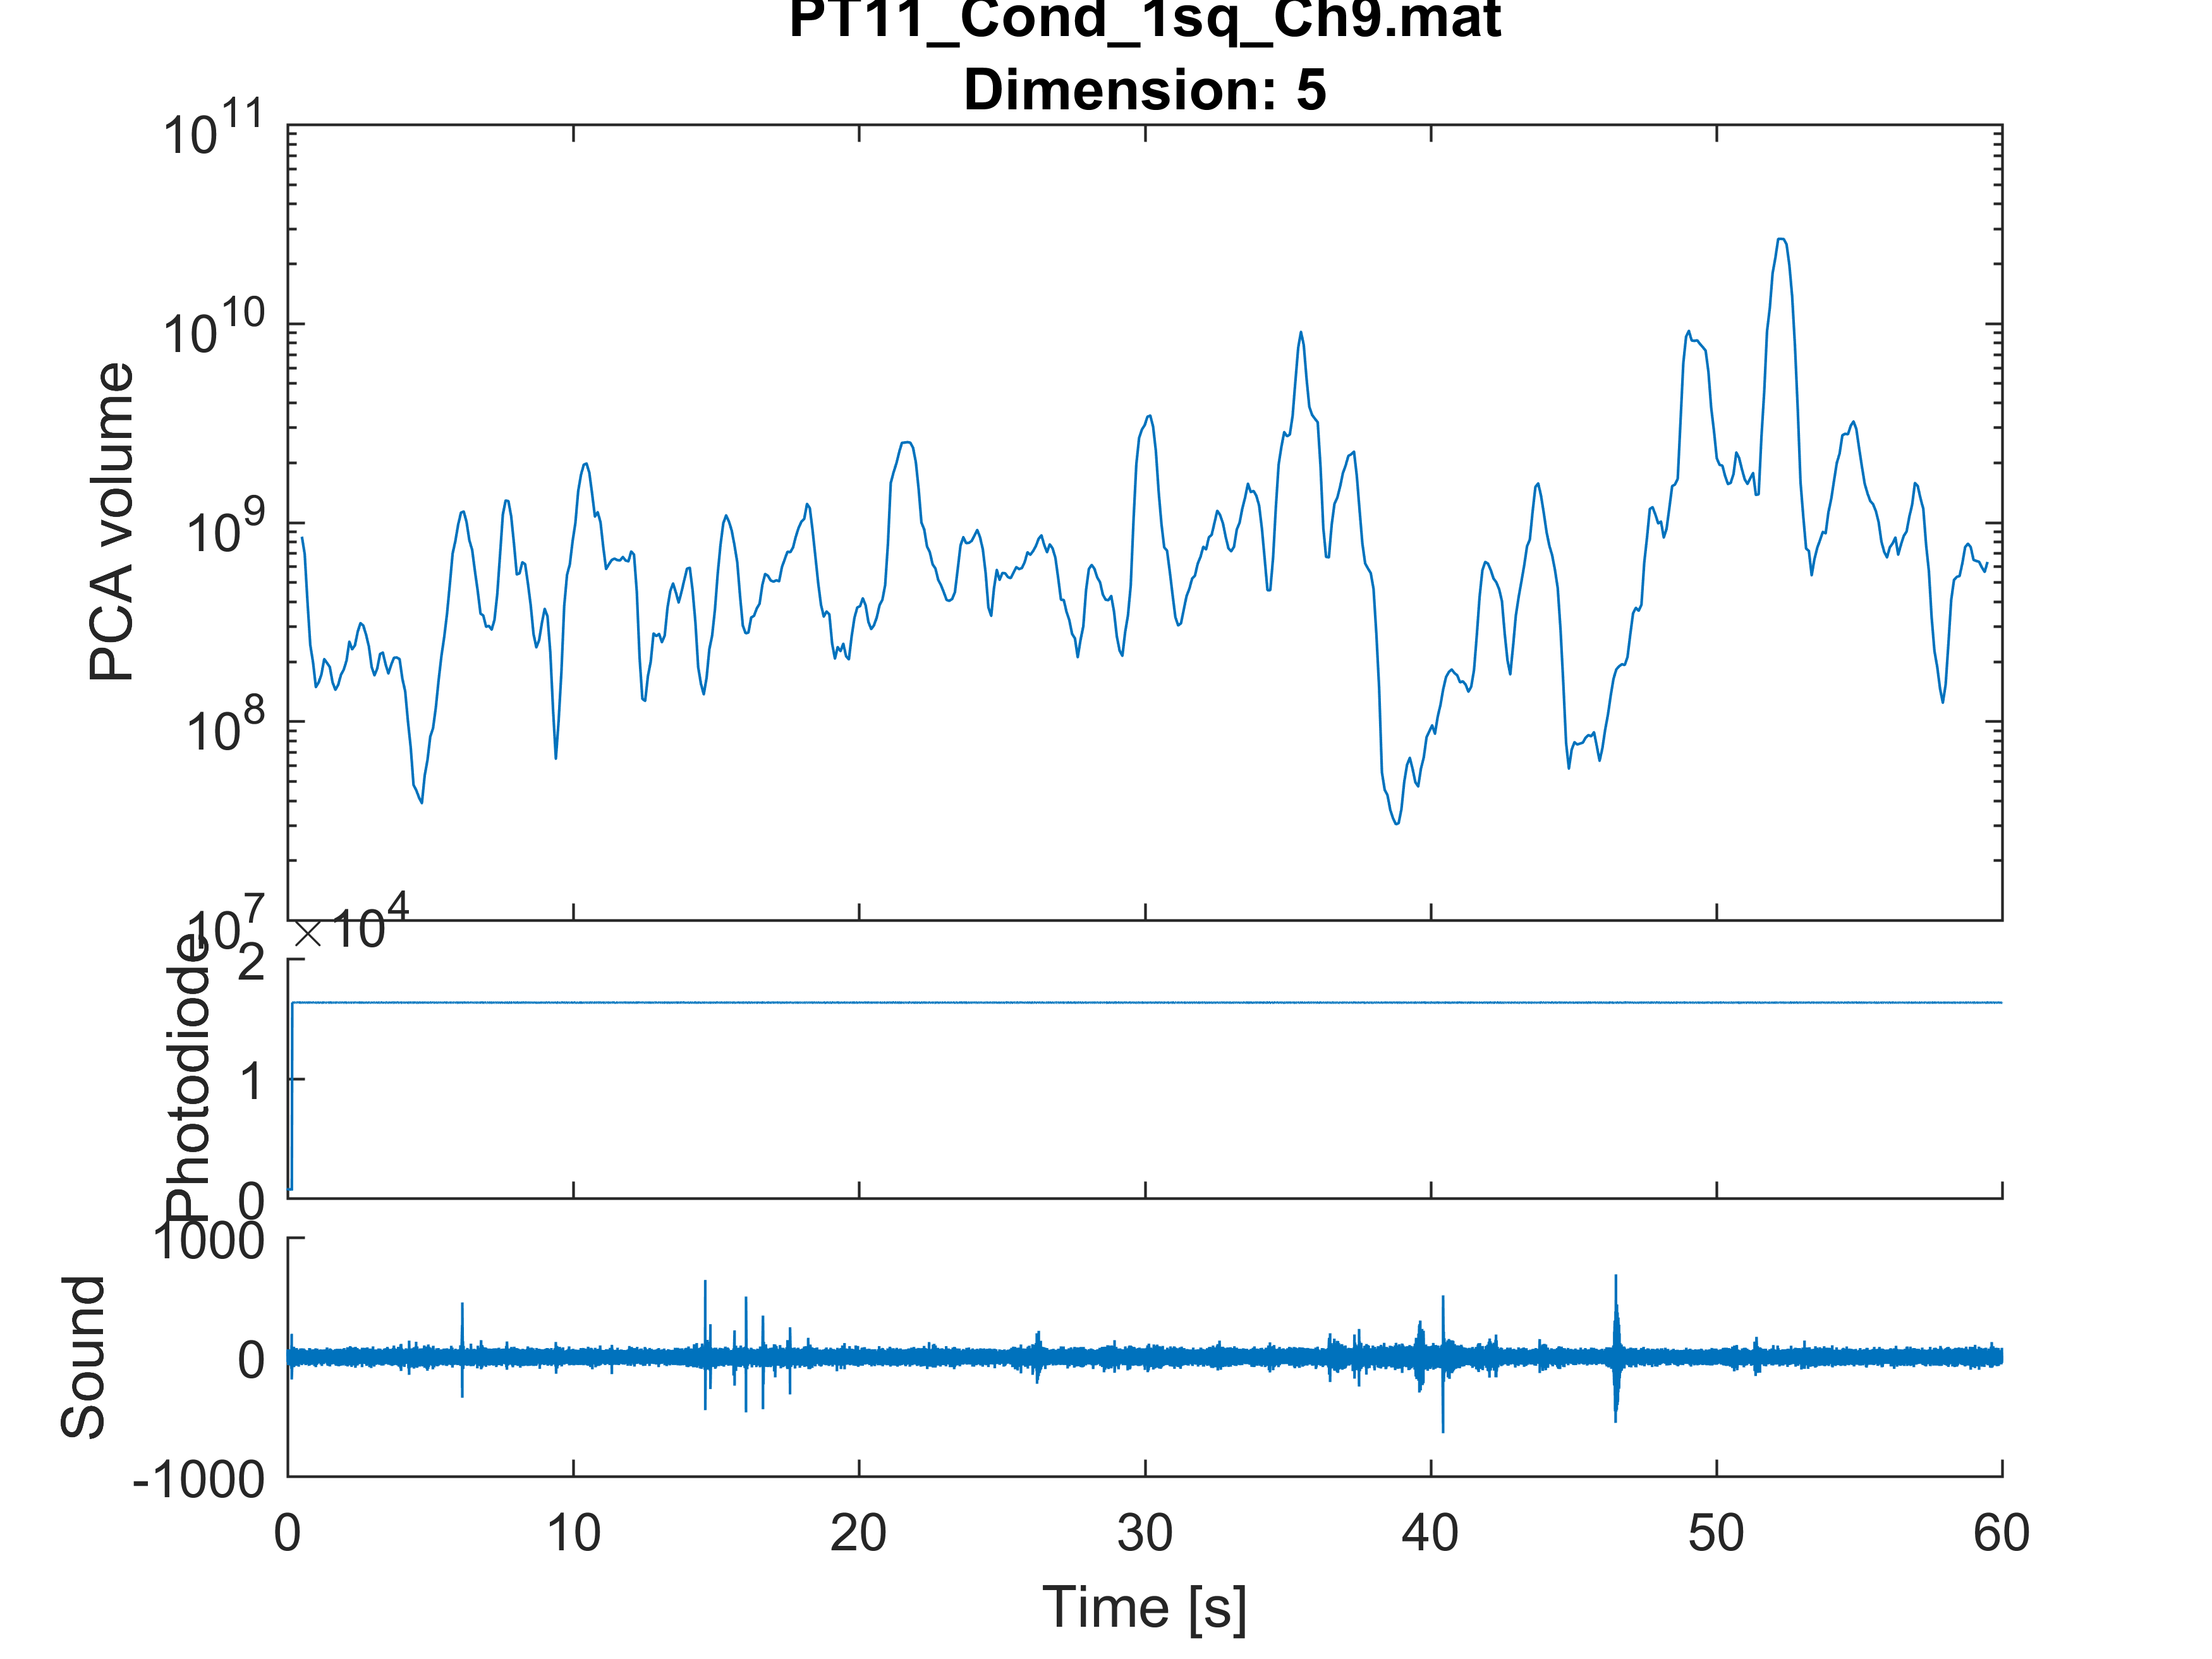 PT11_Cond_1sq_Ch9.mat
Dimension: 5
10^11
10^10
10^9
10^8
10^7
PCA volume
× 10^4
2
1
0
Photodiode
1000
0
-1000
Sound
0 10 20 30 40 50 60
Time [s]